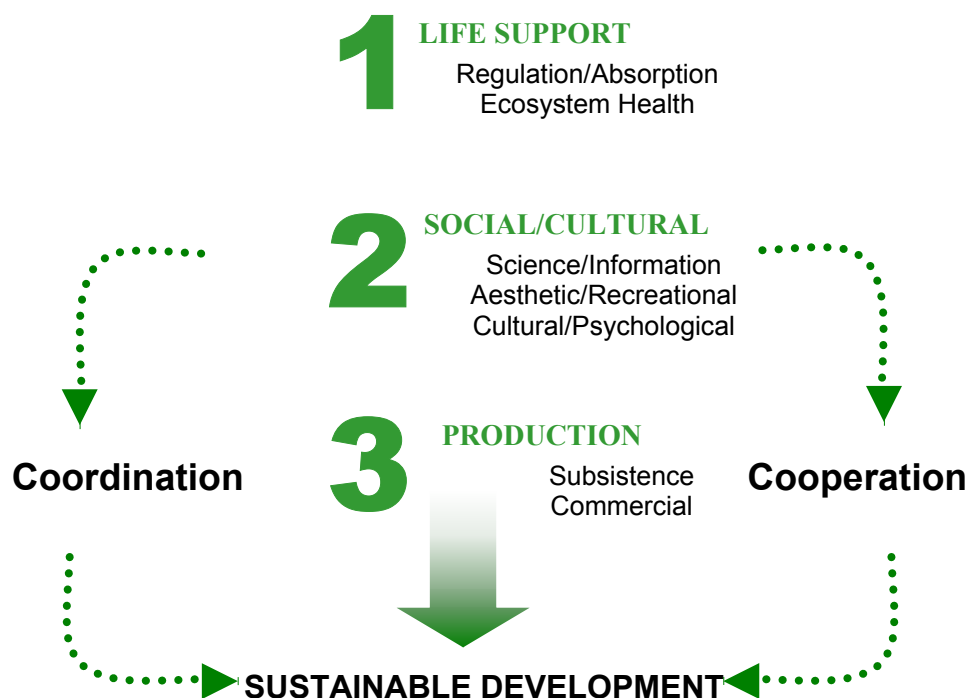 1 LIFE SUPPORT
Regulation/Absorption
Ecosystem Health
2 SOCIAL/CULTURAL
Science/Information
Aesthetic/Recreational
Cultural/Psychological
3 PRODUCTION
Subsistence
Commercial
Coordination
Cooperation
SUSTAINABLE DEVELOPMENT